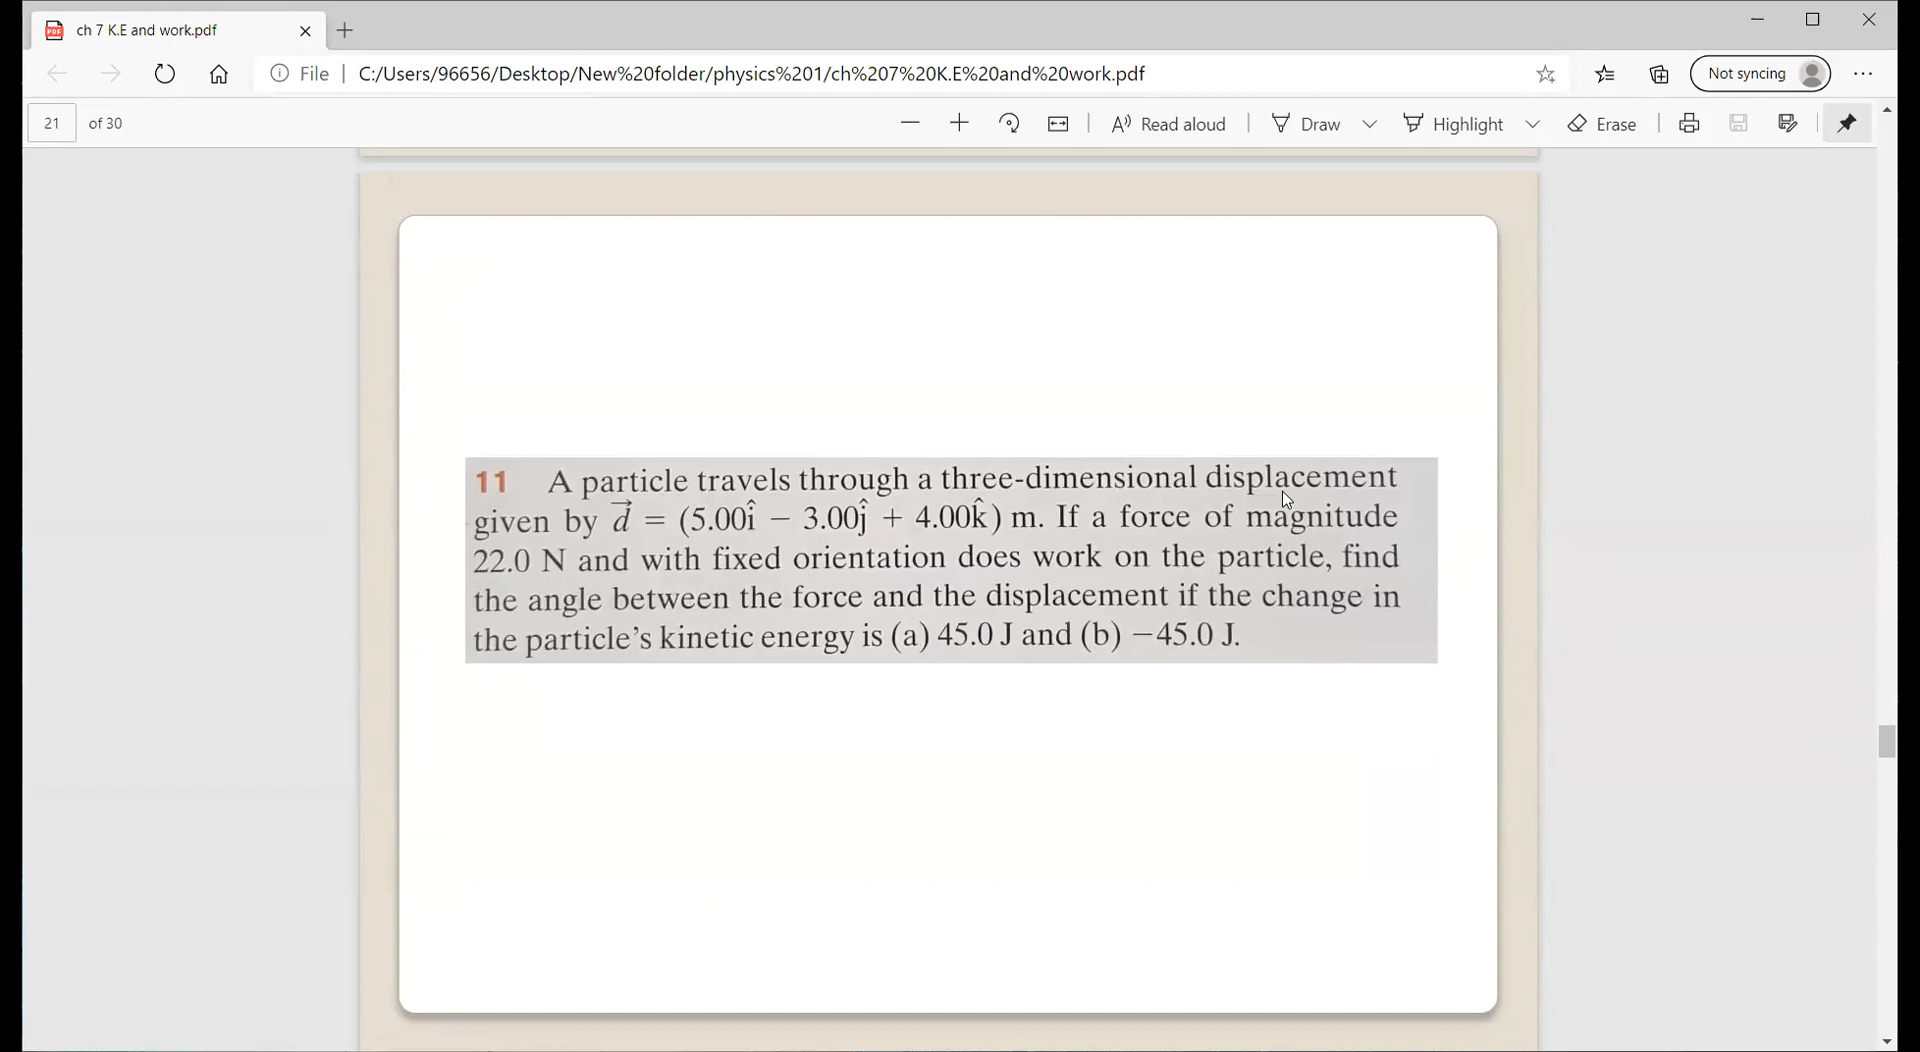 ch 7 K.E and work.pdf
File | C:/Users/96656/Desktop/New%20folder/physics%201/ch%207%20K.E%20and%20work.pdf
Not syncing
21 of 30
Read aloud
Draw
Highlight
Erase
11 A particle travels through a three-dimensional displacement
given by d⃗ = (5.00î − 3.00ĵ + 4.00k̂) m. If a force of magnitude
22.0 N and with fixed orientation does work on the particle, find
the angle between the force and the displacement if the change in
the particle’s kinetic energy is (a) 45.0 J and (b) −45.0 J.